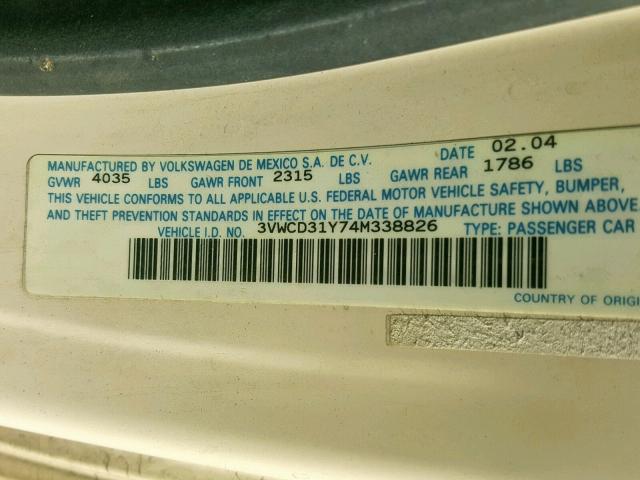 MANUFACTURED BY VOLKSWAGEN DE MEXICO S.A. DE C.V. DATE 02.04
GVWR 4035 LBS GAWR FRONT 2315 LBS GAWR REAR 1786 LBS
THIS VEHICLE CONFORMS TO ALL APPLICABLE U.S. FEDERAL MOTOR VEHICLE SAFETY, BUMPER,
AND THEFT PREVENTION STANDARDS IN EFFECT ON THE DATE OF MANUFACTURE SHOWN ABOVE
VEHICLE I.D. NO. 3VWCD31Y74M338826 TYPE: PASSENGER CAR
COUNTRY OF ORIGI